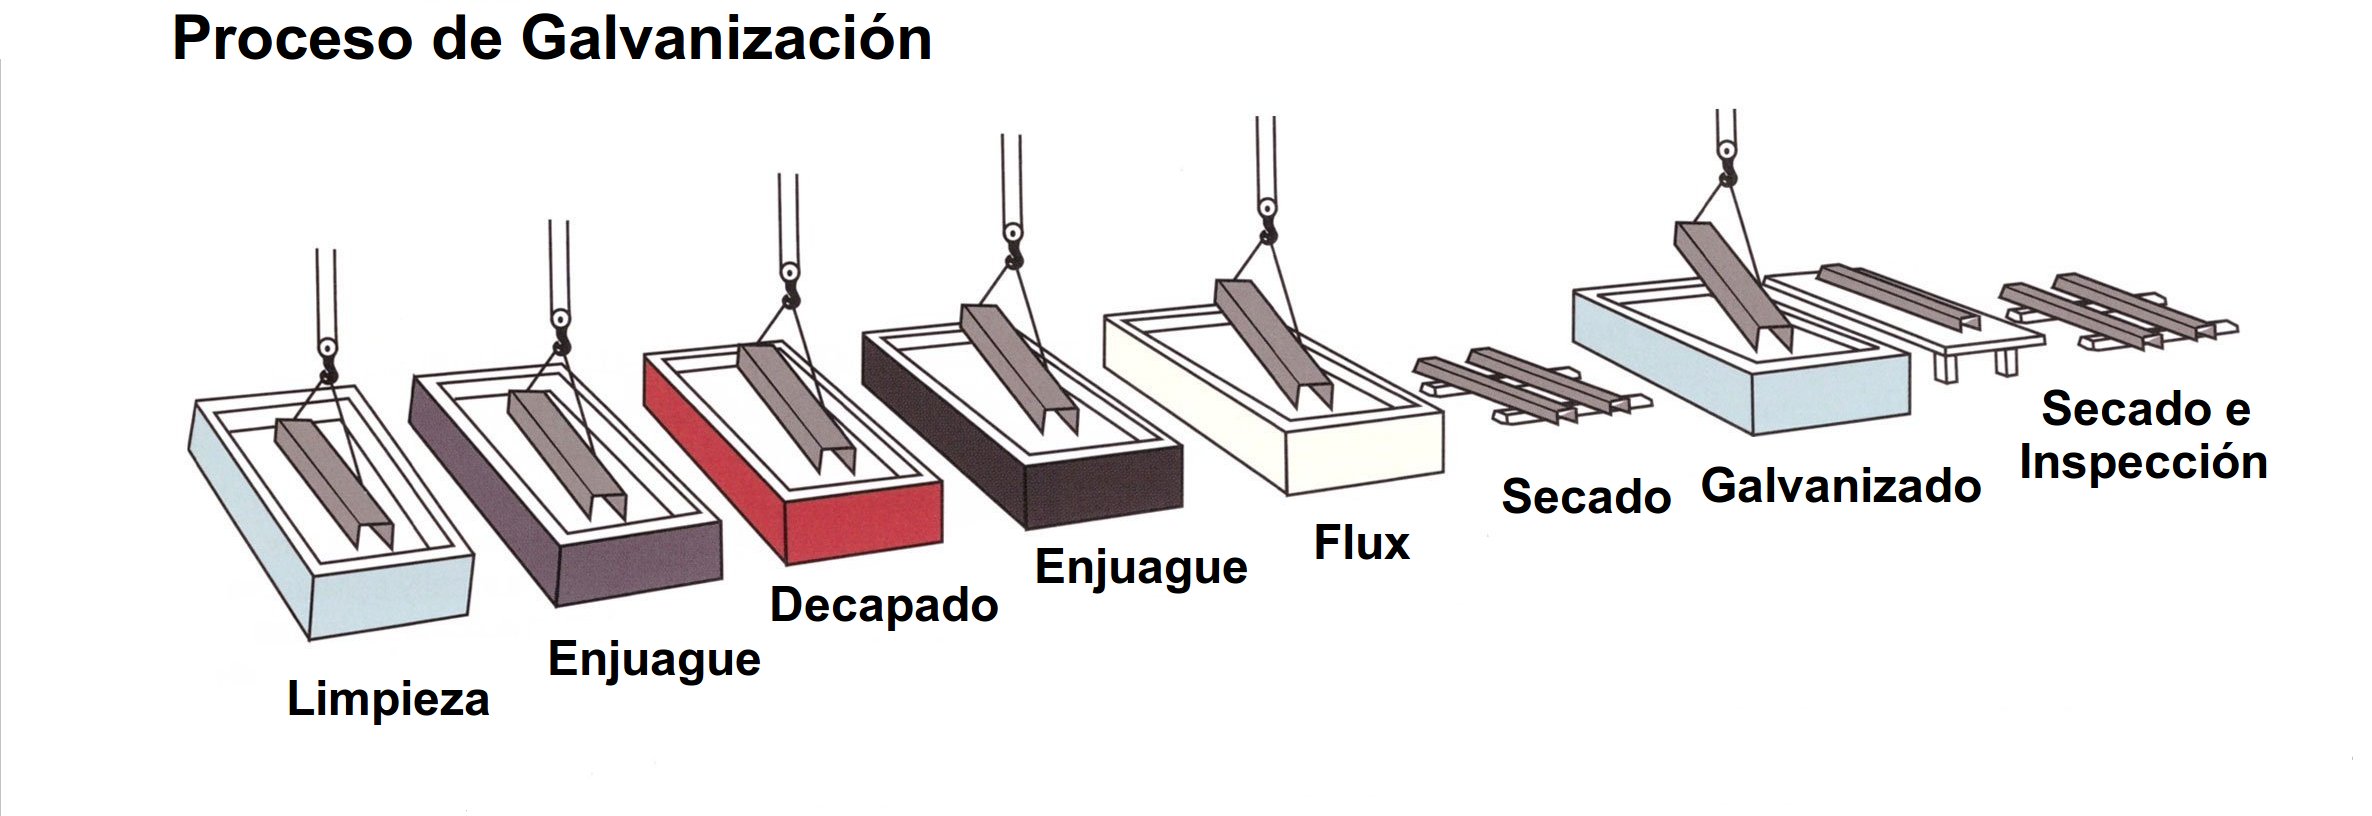 Proceso de Galvanización
Limpieza
Enjuague
Decapado
Enjuague
Flux
Secado
Galvanizado
Secado e
Inspección